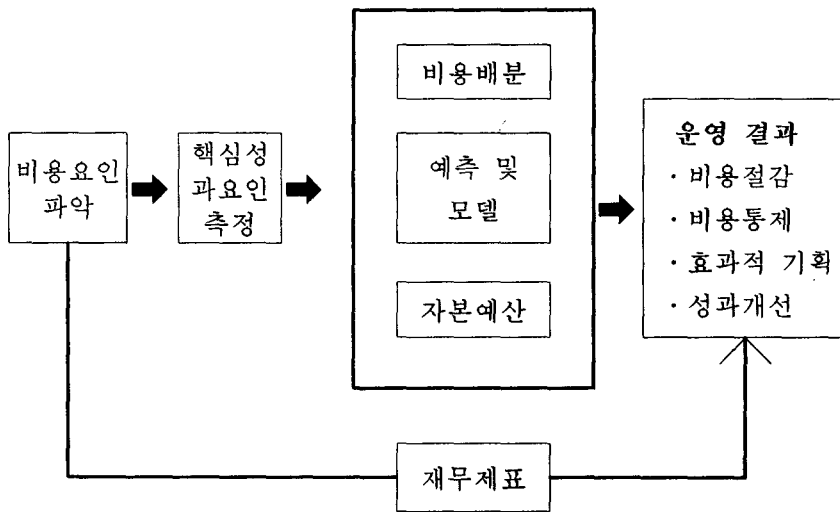 비용요인
파악
핵심성
과요인
측정
비용배분
예측 및
모델
자본예산
운영 결과
· 비용절감
· 비용통제
· 효과적 기획
· 성과개선
재무제표